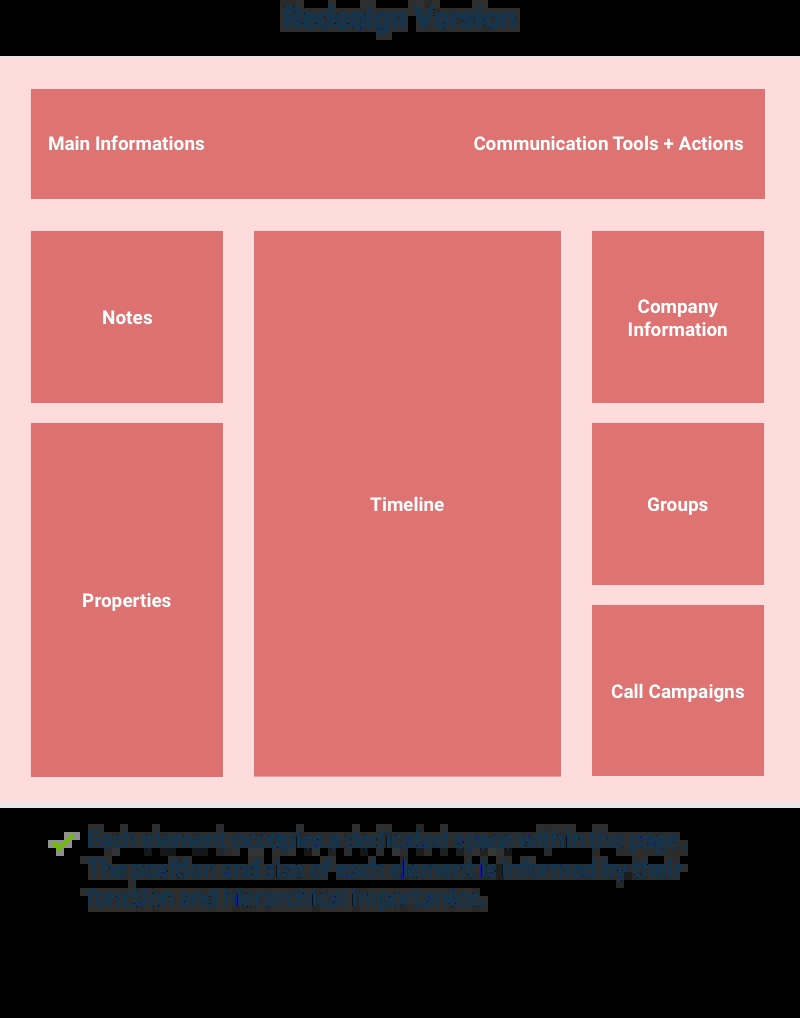 Redesign Version
Main Informations
Communication Tools + Actions
Notes
Company
Information
Timeline
Groups
Properties
Call Campaigns
Each element occupies a dedicated space within the page.
The position and size of each element is informed by their
function and hierarchical importance.